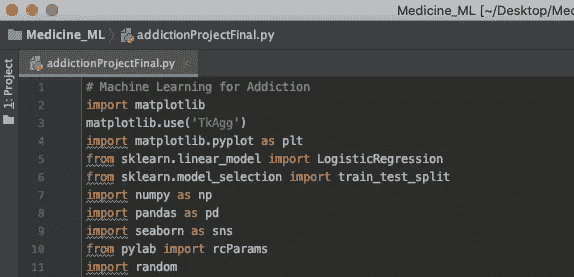 Medicine_ML [~/Desktop/Med
Medicine_ML addictionProjectFinal.py
1: Project
addictionProjectFinal.py
1 # Machine Learning for Addiction
2 import matplotlib
3 matplotlib.use('TkAgg')
4 import matplotlib.pyplot as plt
5 from sklearn.linear_model import LogisticRegression
6 from sklearn.model_selection import train_test_split
7 import numpy as np
8 import pandas as pd
9 import seaborn as sns
10 from pylab import rcParams
11 import random